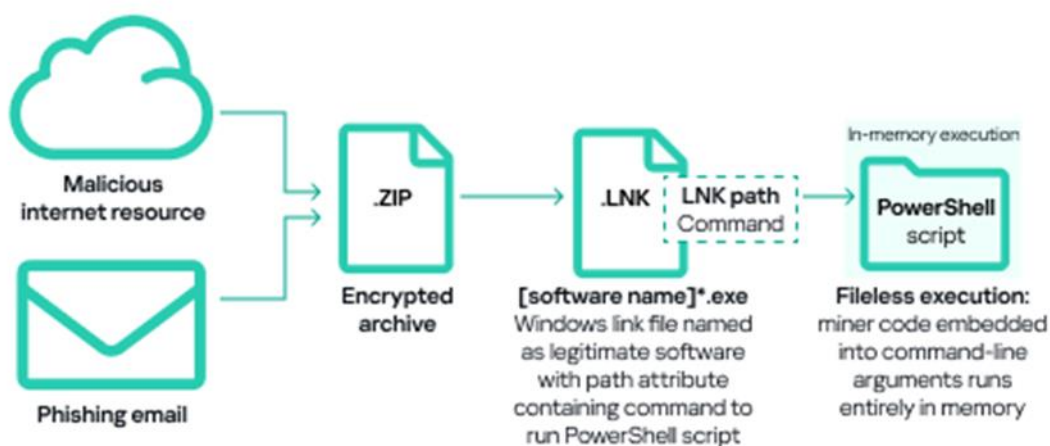 Malicious
internet resource
Phishing email
.ZIP
Encrypted
archive
.LNK
LNK path
Command
[software name]*.exe
Windows link file named
as legitimate software
with path attribute
containing command to
run PowerShell script
In-memory execution
PowerShell
script
Fileless execution:
miner code embedded
into command-line
arguments runs
entirely in memory